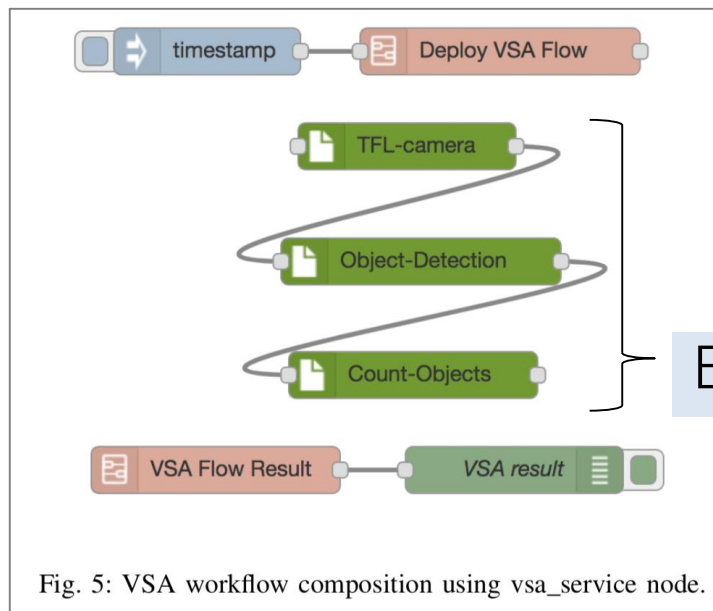 timestamp
Deploy VSA Flow
TFL-camera
Object-Detection
Count-Objects
VSA Flow Result
VSA result
Fig. 5: VSA workflow composition using vsa_service node.